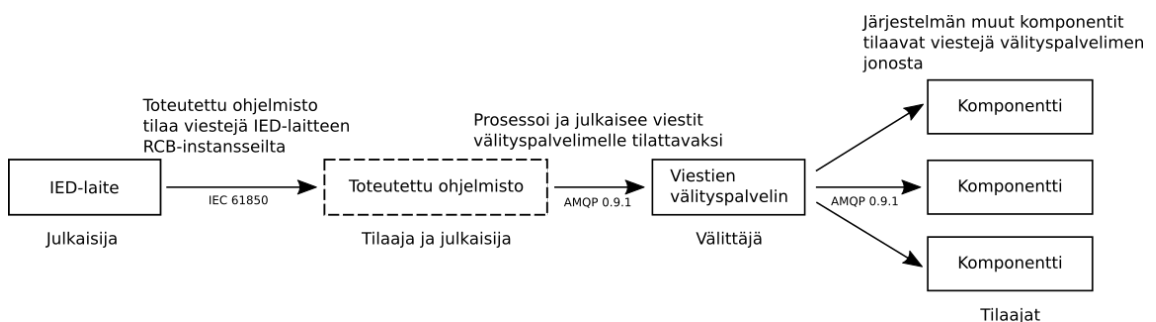 Järjestelmän muut komponentit
tilaavat viestejä välityspalvelimen
jonosta
Toteutettu ohjelmisto
tilaa viestejä IED-laitteen
RCB-instansseilta
Prosessoi ja julkaisee viestit
välityspalvelimelle tilattavaksi
Komponentti
IED-laite
IEC 61850
Toteutettu ohjelmisto
AMQP 0.9.1
Viestien
välityspalvelin
AMQP 0.9.1
Komponentti
Julkaisija
Tilaaja ja julkaisija
Välittäjä
Komponentti
Tilaajat